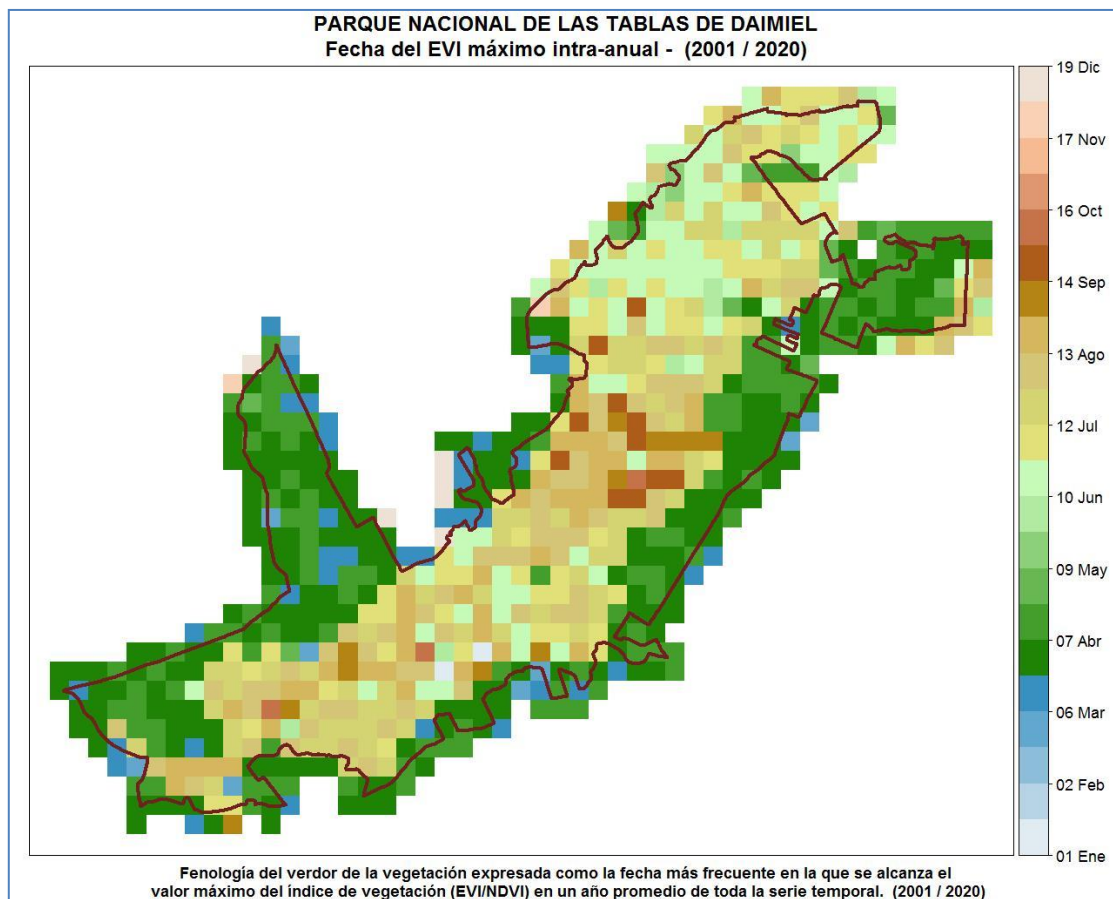 PARQUE NACIONAL DE LAS TABLAS DE DAIMIEL
Fecha del EVI máximo intra-anual - (2001 / 2020)
19 Dic
17 Nov
16 Oct
14 Sep
13 Ago
12 Jul
10 Jun
09 May
07 Abr
06 Mar
02 Feb
01 Ene
Fenología del verdor de la vegetación expresada como la fecha más frecuente en la que se alcanza el
valor máximo del índice de vegetación (EVI/NDVI) en un año promedio de toda la serie temporal. (2001 / 2020)